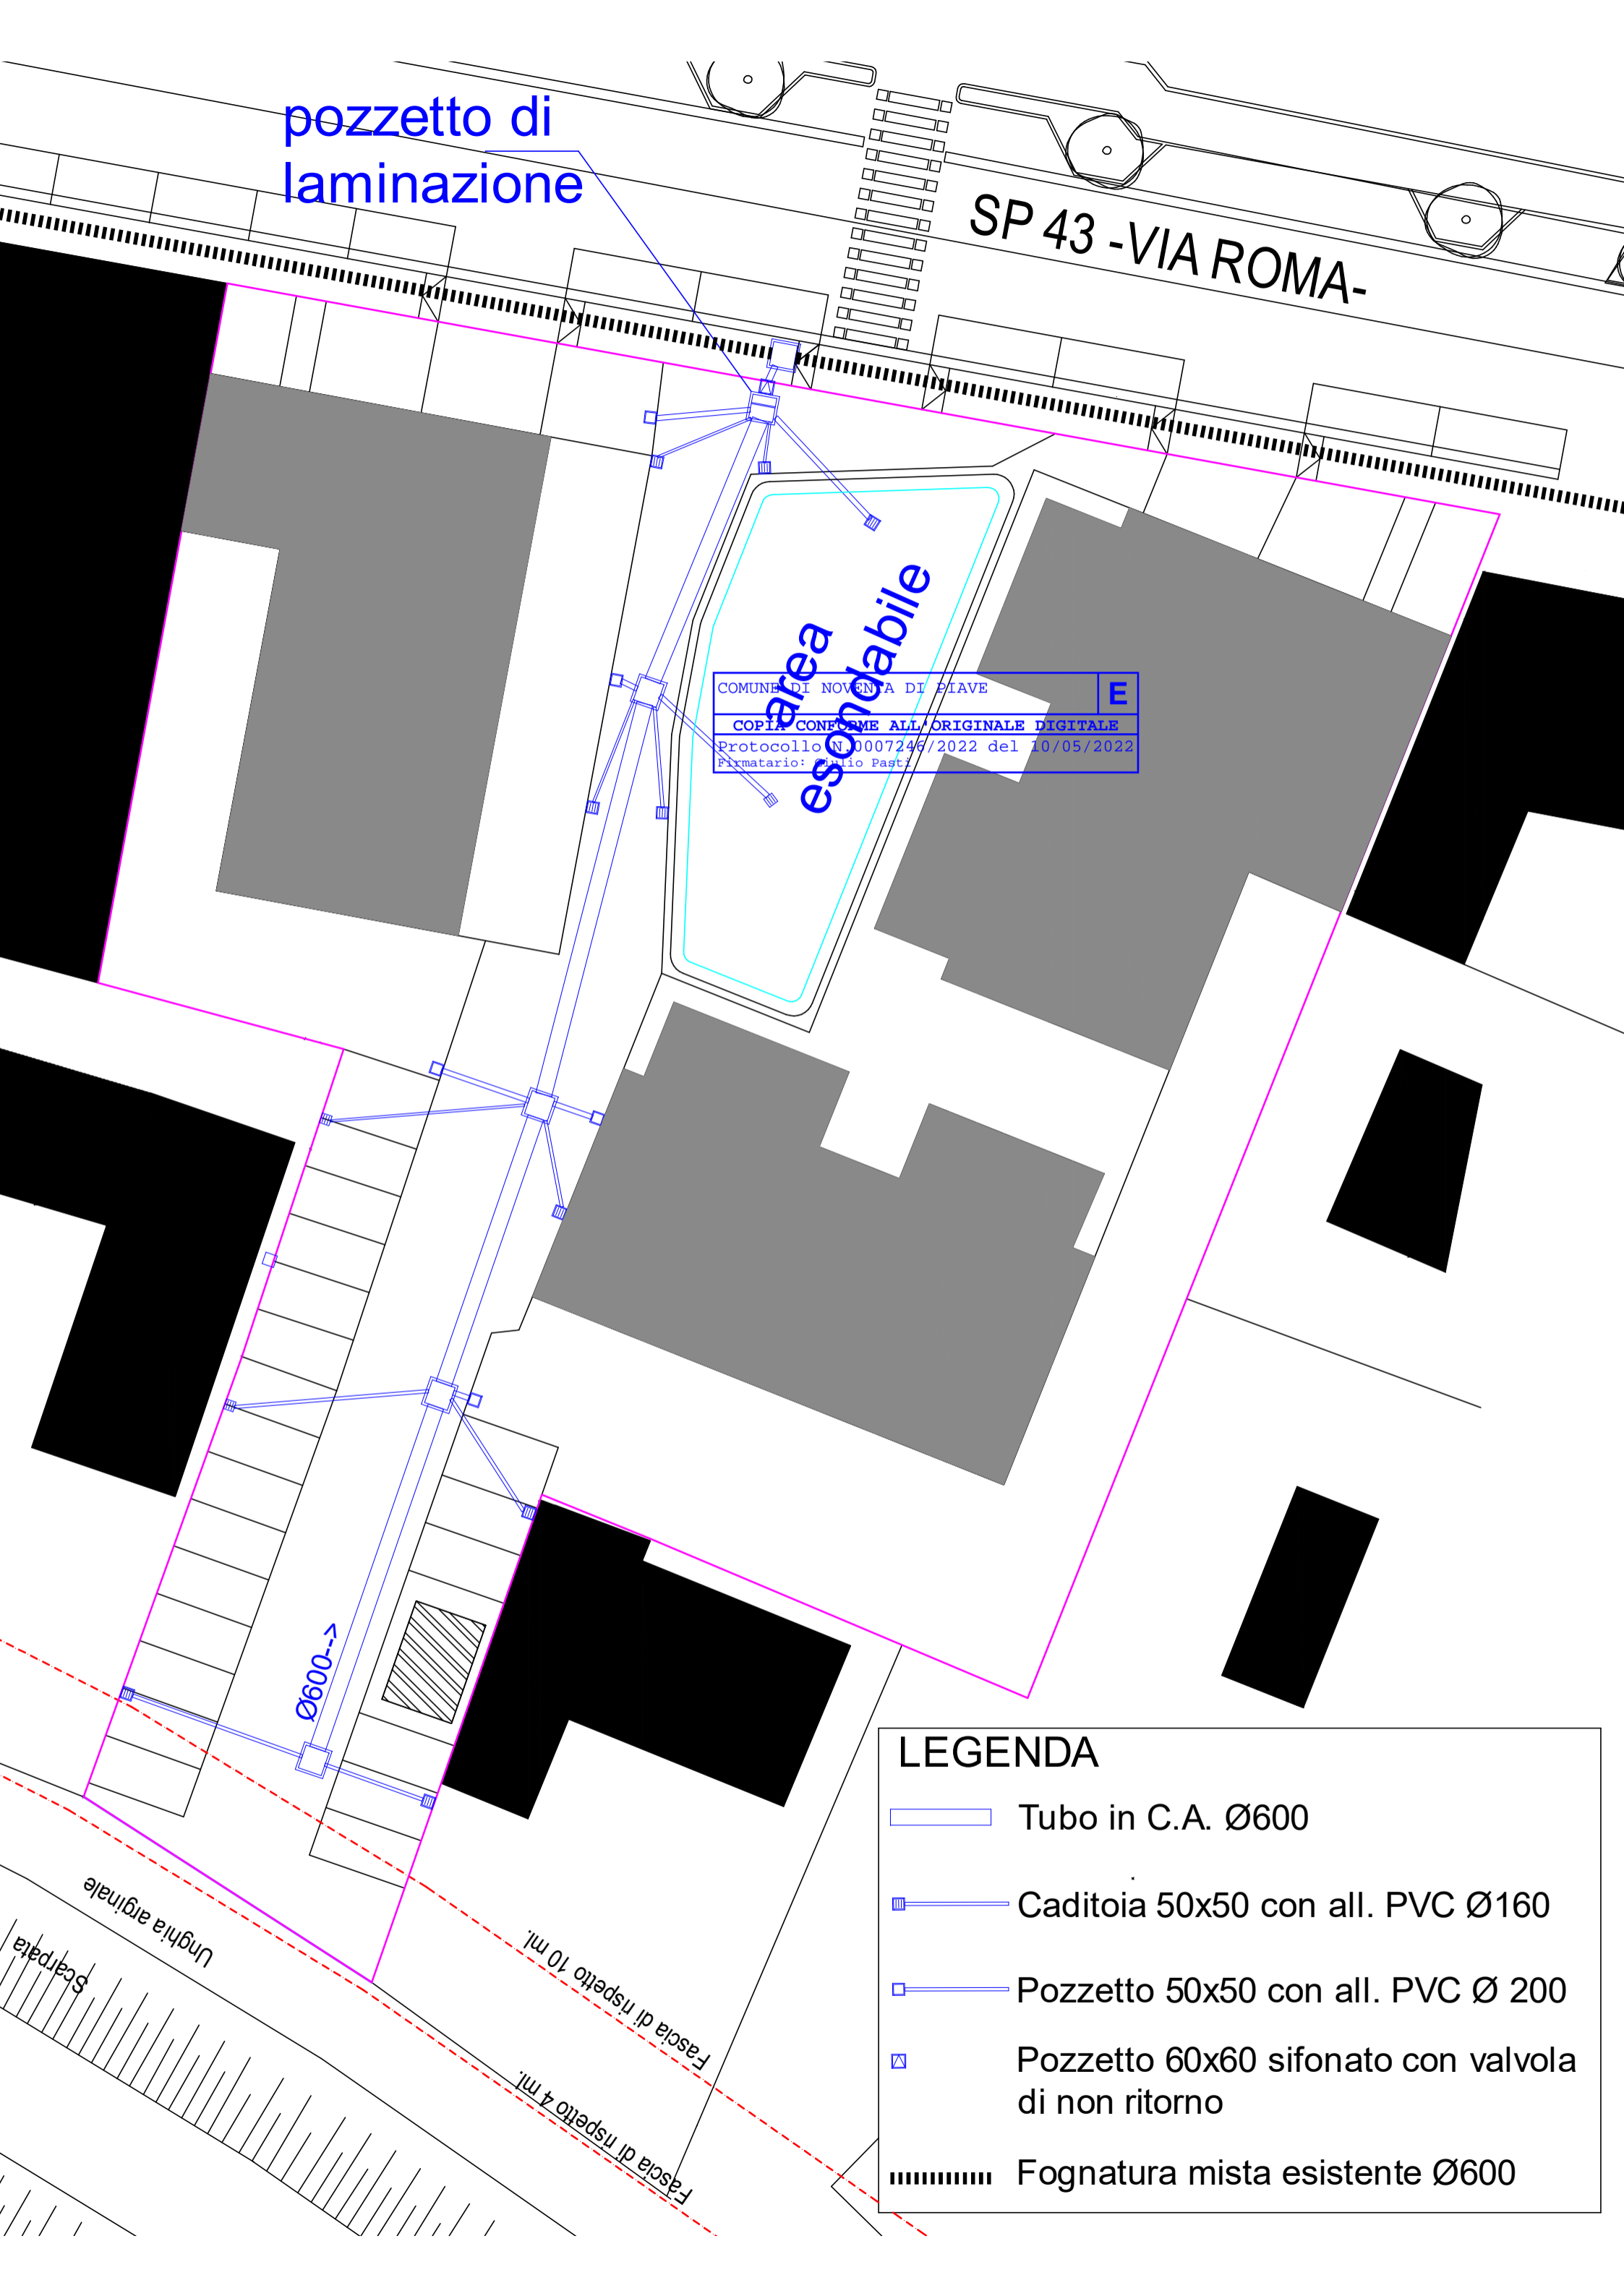 pozzetto di
laminazione
SP 43 -VIA ROMA-
area
esondabile
COMUNE DI NOVENTA DI PIAVE
E
COPIA CONFORME ALL'ORIGINALE DIGITALE
Protocollo N.0007246/2022 del 10/05/2022
Firmatario: Giulio Pasti
Ø600-->
Unghia arginale
Scarpata
Fascia di rispetto 10 ml.
Fascia di rispetto 4 ml.
LEGENDA
Tubo in C.A. Ø600
Caditoia 50x50 con all. PVC Ø160
Pozzetto 50x50 con all. PVC Ø 200
Pozzetto 60x60 sifonato con valvola
di non ritorno
Fognatura mista esistente Ø600